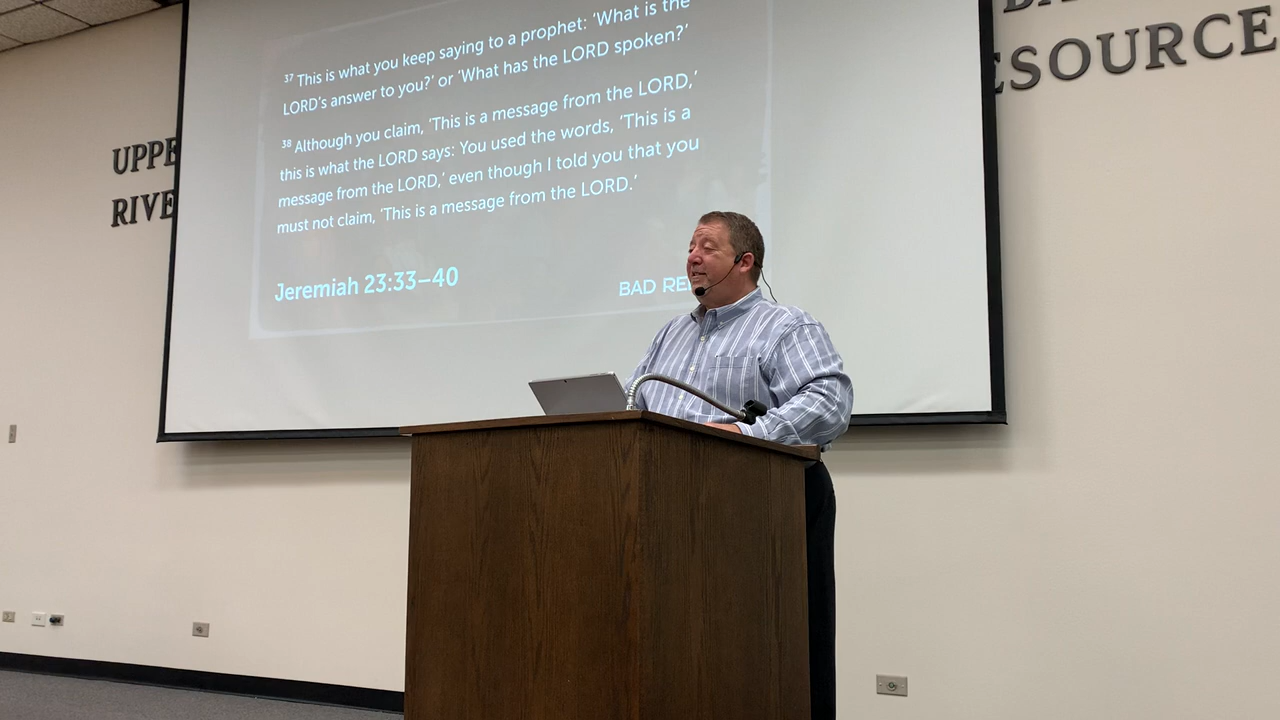 37 This is what you keep saying to a prophet: ‘What is the
LORD’s answer to you?’ or ‘What has the LORD spoken?’
38 Although you claim, ‘This is a message from the LORD,’
this is what the LORD says: You used the words, ‘This is a
message from the LORD,’ even though I told you that you
must not claim, ‘This is a message from the LORD.’
Jeremiah 23:33–40
BAD RE
UPPE
RIVE
ESOURCE